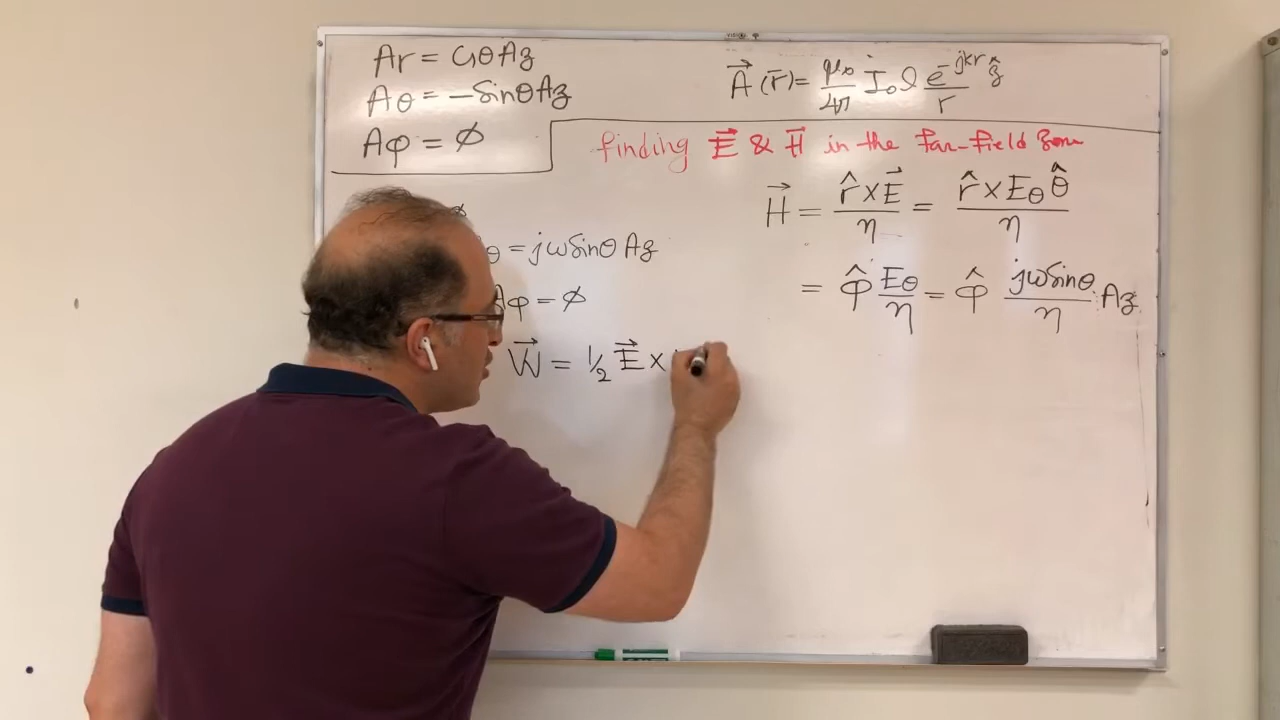 Ar = CosθAz
Aθ = −SinθAz
Aφ = ∅
A⃗ (r̄) = μ₀/4π I₀ l e^-jkr/r ẑ
finding E⃗ & H⃗ in the far-field zone
H⃗ = r̂ × E⃗/η = r̂ × Eθ θ̂/η
= φ̂ Eθ/η = φ̂ jωSinθ/η Az
∅
θ = jωSinθ Az
Aφ = ∅
W⃗ = 1/2 E⃗ ×